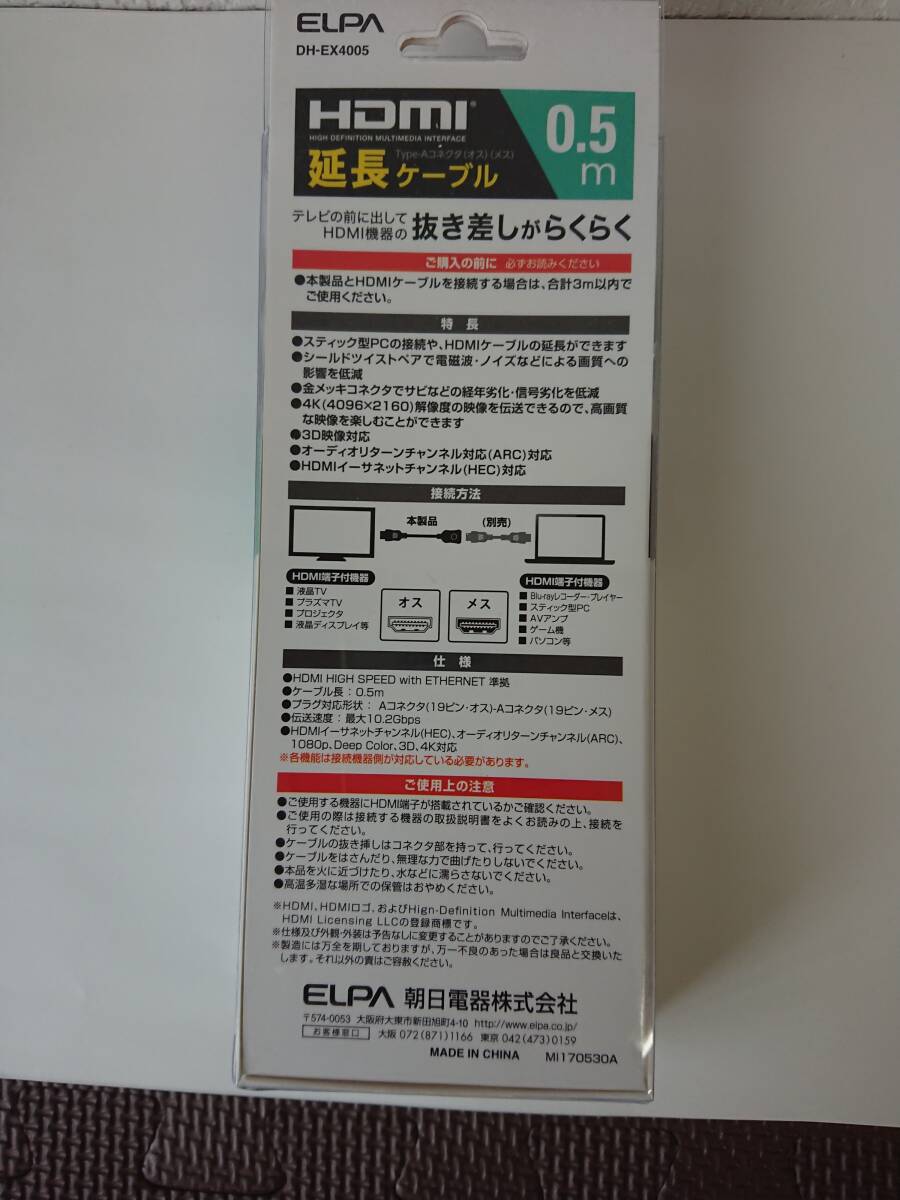 ELPA
DH-EX4005
HDMI
HIGH DEFINITION MULTIMEDIA INTERFACE
Type-Aコネクタ(オス)(メス)
延長ケーブル
0.5
m
テレビの前に出して
HDMI機器の 抜き差しがらくらく
ご購入の前に 必ずお読みください
●本製品とHDMIケーブルを接続する場合は、合計3m以内で
ご使用ください。
特 長
●スティック型PCの接続や、HDMIケーブルの延長ができます
●シールドツイストペアで電磁波・ノイズなどによる画質への
影響を低減
●金メッキコネクタでサビなどの経年劣化・信号劣化を低減
●4K(4096×2160)解像度の映像を伝送できるので、高画質
な映像を楽しむことができます
●3D映像対応
●オーディオリターンチャンネル対応(ARC)対応
●HDMIイーサネットチャンネル(HEC)対応
接続方法
本製品
(別売)
HDMI端子付機器
■ 液晶TV
■ プラズマTV
■ プロジェクタ
■ 液晶ディスプレイ等
オス
メス
HDMI端子付機器
■ Blu-rayレコーダー・プレイヤー
■ スティック型PC
■ AVアンプ
■ ゲーム機
■ パソコン等
仕 様
●HDMI HIGH SPEED with ETHERNET 準拠
●ケーブル長：0.5m
●プラグ対応形状： Aコネクタ(19ピン・オス)-Aコネクタ(19ピン・メス)
●伝送速度：最大10.2Gbps
●HDMIイーサネットチャンネル(HEC)、オーディオリターンチャンネル(ARC)、
1080p、Deep Color、3D、4K対応
※各機能は接続機器側が対応している必要があります。
ご使用上の注意
●ご使用する機器にHDMI端子が搭載されているかご確認ください。
●ご使用の際は接続する機器の取扱説明書をよくお読みの上、接続を
行ってください。
●ケーブルの抜き挿しはコネクタ部を持って、行ってください。
●ケーブルをはさんだり、無理な力で曲げたりしないでください。
●本品を火に近づけたり、水などに濡らさないでください。
●高温多湿な場所での保管はおやめください。
※HDMI、HDMIロゴ、およびHign-Definition Multimedia Interfaceは、
HDMI Licensing LLCの登録商標です。
※仕様及び外観・外装は予告なしに変更することがありますのでご了承ください。
※製造には万全を期しておりますが、万一不良のあった場合は良品と交換いた
します。それ以外の責はご容赦ください。
ELPA 朝日電器株式会社
〒574-0053 大阪府大東市新田旭町4-10 http://www.elpa.co.jp/
お客様窓口 大阪 072(871)1166 東京 042(473)0159
MADE IN CHINA MI170530A